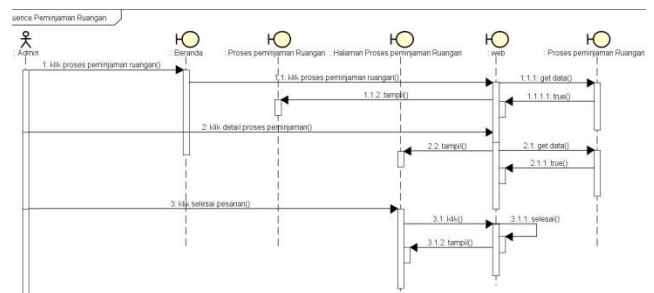 uence Peminjaman Ruangan
: Admin
: Beranda
: Proses peminjaman Ruangan
: Halaman Proses peminjaman Ruangan
: web
: Proses peminjaman Ruangan
1: klik proses peminjaman ruangan()
1.1: klik proses peminjaman ruangan()
1.1.1: get data()
1.1.2: tampil()
1.1.1.1: true()
2: klik detail proses peminjaman()
2.2: tampil()
2.1: get data()
2.1.1: true()
3: klik selesai pesanan()
3.1: klik()
3.1.1: selesai()
3.1.2: tampil()